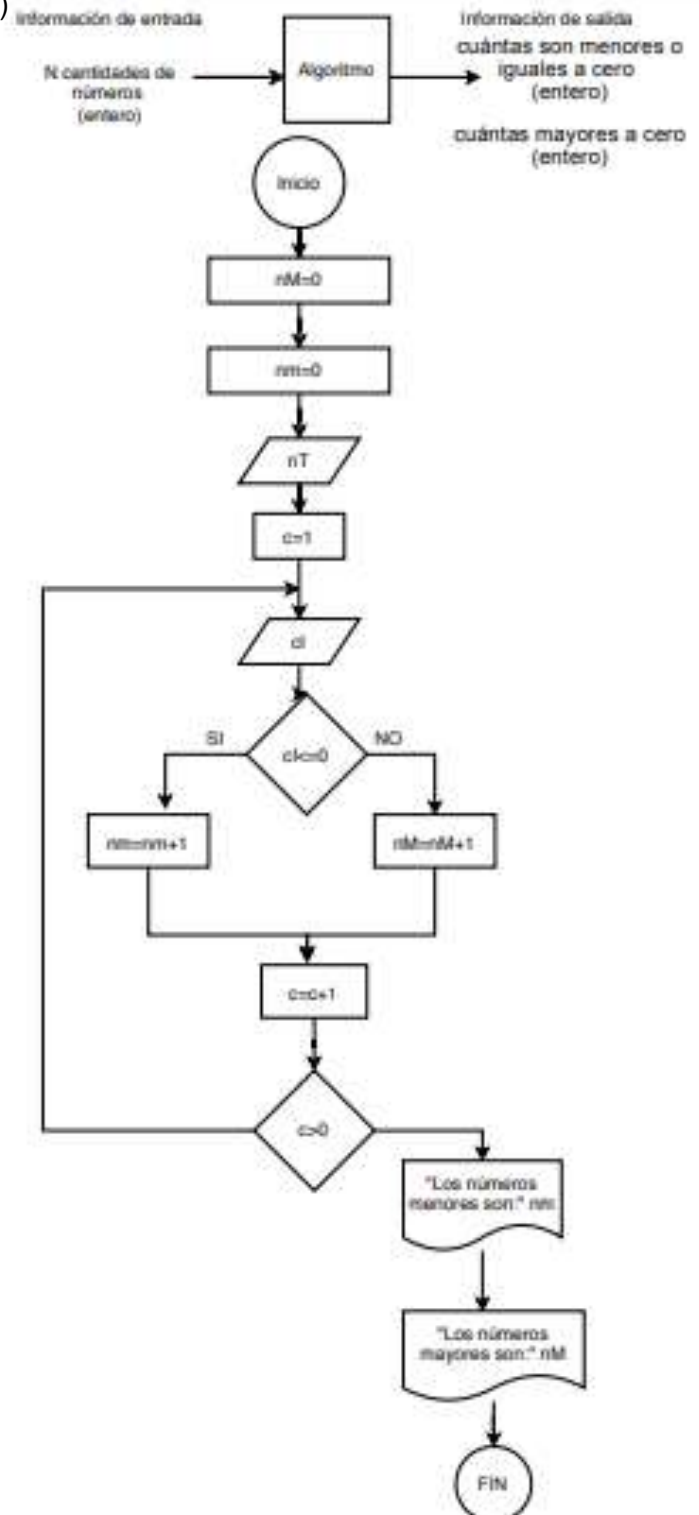 )
Información de entrada
Información de salida
N cantidades de
números
(entero)
Algoritmo
cuántas son menores o
iguales a cero
(entero)
cuántas mayores a cero
(entero)
Inicio
nM=0
nm=0
nT
c=1
cI
SI
cI<=0
NO
nm=nm+1
nM=nM+1
c=c+1
c>0
"Los números
menores son:" nm
"Los números
mayores son:" nM
FIN